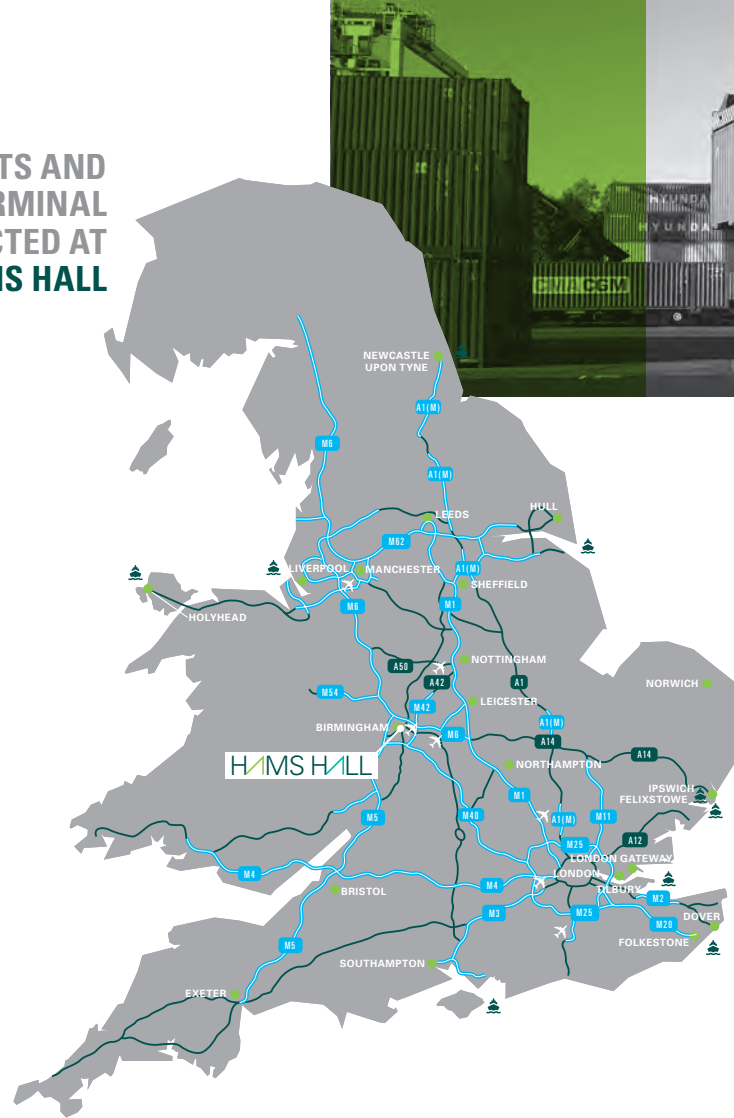 TS AND
RMINAL
CTED AT
MS HALL
HYUNDA
HYUNDA
CMA CGM
NEWCASTLE
UPON TYNE
A1(M)
M6
A1(M)
LEEDS
HULL
M62
LIVERPOOL
MANCHESTER
A1(M)
SHEFFIELD
M6
M1
HOLYHEAD
NOTTINGHAM
A50
A42
A1
NORWICH
M54
M42
LEICESTER
BIRMINGHAM
A1(M)
M6
A14
A14
HAMS HALL
NORTHAMPTON
IPSWICH
FELIXSTOWE
M1
M5
M40
A1(M)
M11
A12
M25
LONDON GATEWAY
M4
LONDON
M4
TILBURY
BRISTOL
M2
M3
M25
DOVER
M20
FOLKESTONE
M5
SOUTHAMPTON
EXETER